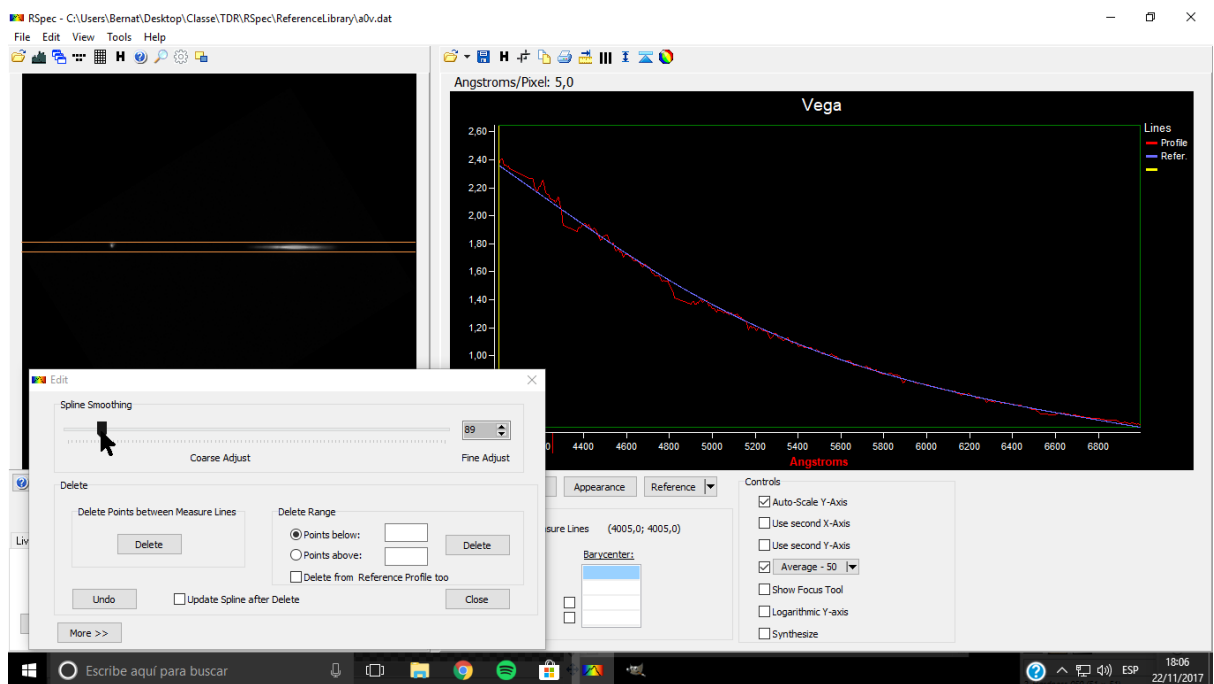 RSpec - C:\Users\Bernat\Desktop\Classe\TDR\RSpec\ReferenceLibrary\a0v.dat
File Edit View Tools Help
Angstroms/Pixel: 5,0
Vega
Lines
Profile
Refer.
2,60
2,40
2,20
2,00
1,80
1,60
1,40
1,20
1,00
0 4400 4600 4800 5000 5200 5400 5600 5800 6000 6200 6400 6600 6800
Angstroms
Edit
Spline Smoothing
89
Coarse Adjust Fine Adjust
Delete
Delete Points between Measure Lines
Delete
Delete Range
Points below:
Points above:
Delete
Delete from Reference Profile too
Undo Update Spline after Delete Close
More >>
Liv
Appearance Reference
sure Lines (4005,0; 4005,0)
Barycenter:
Controls
Auto-Scale Y-Axis
Use second X-Axis
Use second Y-Axis
Average - 50
Show Focus Tool
Logarithmic Y-axis
Synthesize
Escribe aquí para buscar
ESP
18:06
22/11/2017